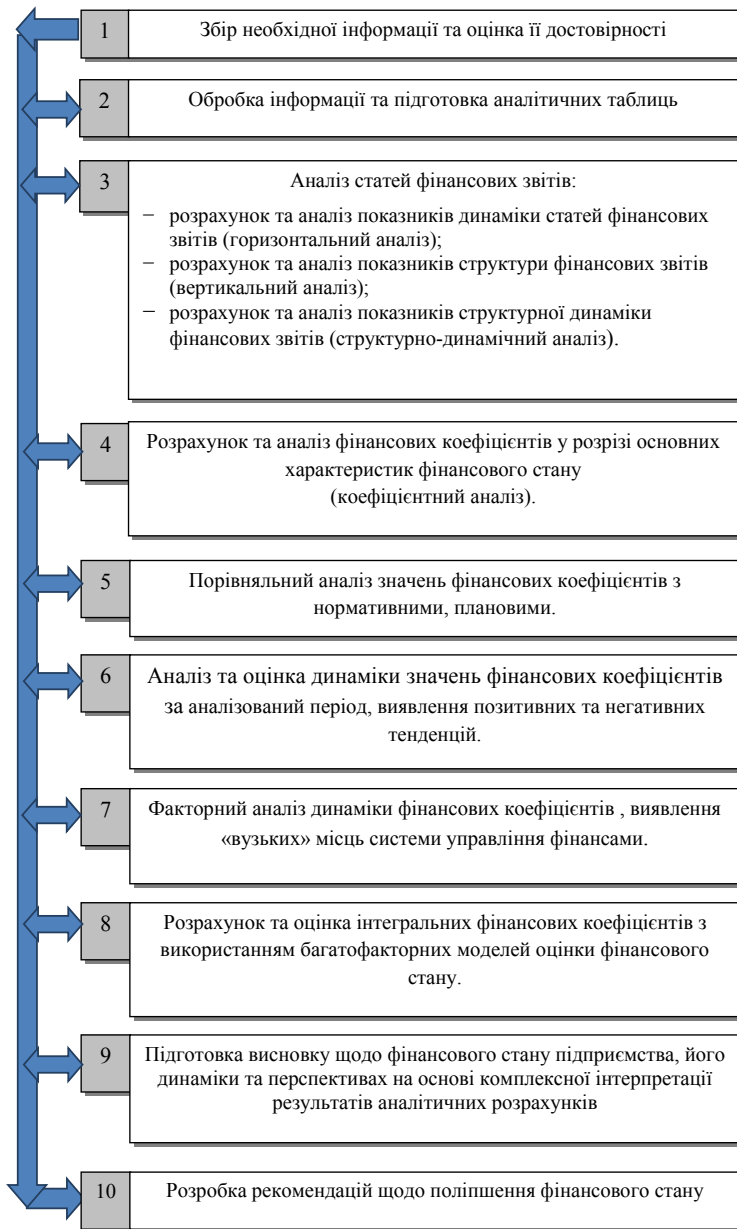 1 Збір необхідної інформації та оцінка її достовірності
2 Обробка інформації та підготовка аналітичних таблиць
3 Аналіз статей фінансових звітів:
− розрахунок та аналіз показників динаміки статей фінансових
звітів (горизонтальний аналіз);
− розрахунок та аналіз показників структури фінансових звітів
(вертикальний аналіз);
− розрахунок та аналіз показників структурної динаміки
фінансових звітів (структурно-динамічний аналіз).
4 Розрахунок та аналіз фінансових коефіцієнтів у розрізі основних
характеристик фінансового стану
(коефіцієнтний аналіз).
5 Порівняльний аналіз значень фінансових коефіцієнтів з
нормативними, плановими.
6 Аналіз та оцінка динаміки значень фінансових коефіцієнтів
за аналізований період, виявлення позитивних та негативних
тенденцій.
7 Факторний аналіз динаміки фінансових коефіцієнтів , виявлення
«вузьких» місць системи управління фінансами.
8 Розрахунок та оцінка інтегральних фінансових коефіцієнтів з
використанням багатофакторних моделей оцінки фінансового
стану.
9 Підготовка висновку щодо фінансового стану підприємства, його
динаміки та перспективах на основі комплексної інтерпретації
результатів аналітичних розрахунків
10 Розробка рекомендацій щодо поліпшення фінансового стану